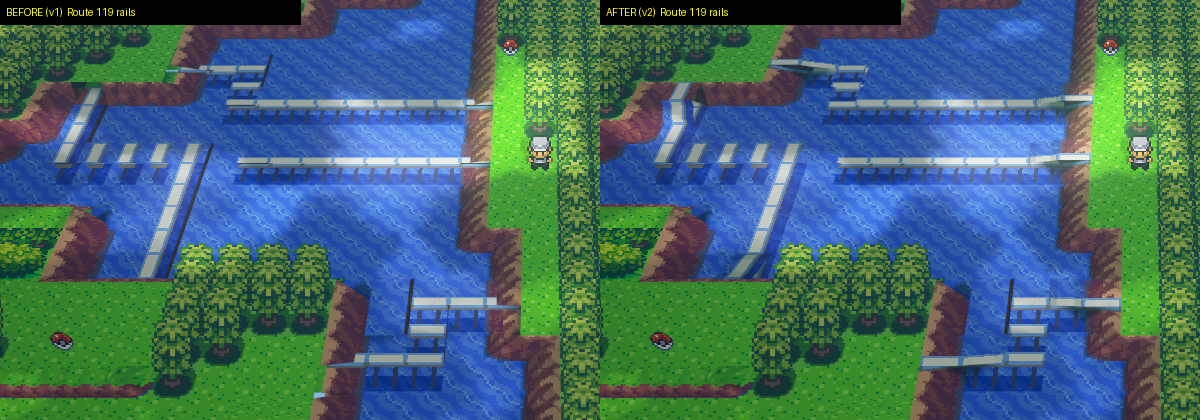 BEFORE (v1) Route 119 rails
AFTER (v2) Route 119 rails